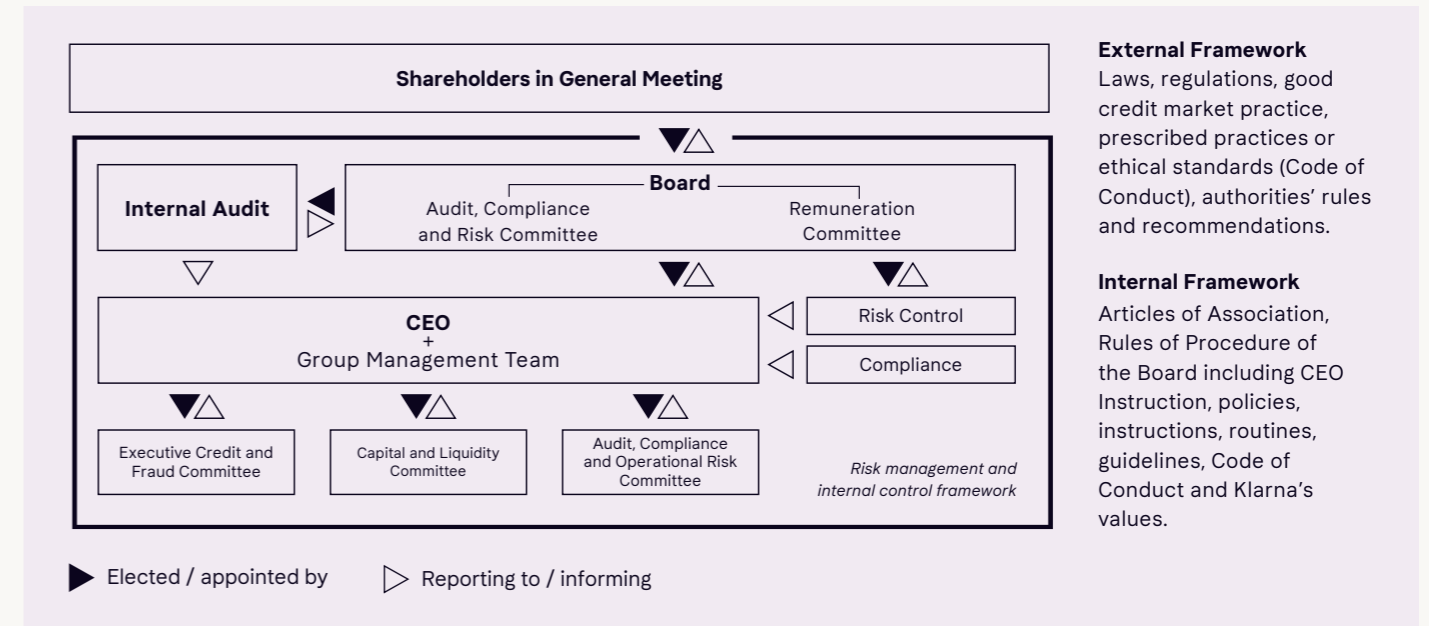 Shareholders in General Meeting
Internal Audit
Board
Audit, Compliance
and Risk Committee
Remuneration
Committee
CEO
+
Group Management Team
Risk Control
Compliance
Executive Credit and
Fraud Committee
Capital and Liquidity
Committee
Audit, Compliance
and Operational Risk
Committee
Risk management and
internal control framework
Elected / appointed by
Reporting to / informing
External Framework
Laws, regulations, good
credit market practice,
prescribed practices or
ethical standards (Code of
Conduct), authorities’ rules
and recommendations.
Internal Framework
Articles of Association,
Rules of Procedure of
the Board including CEO
Instruction, policies,
instructions, routines,
guidelines, Code of
Conduct and Klarna’s
values.